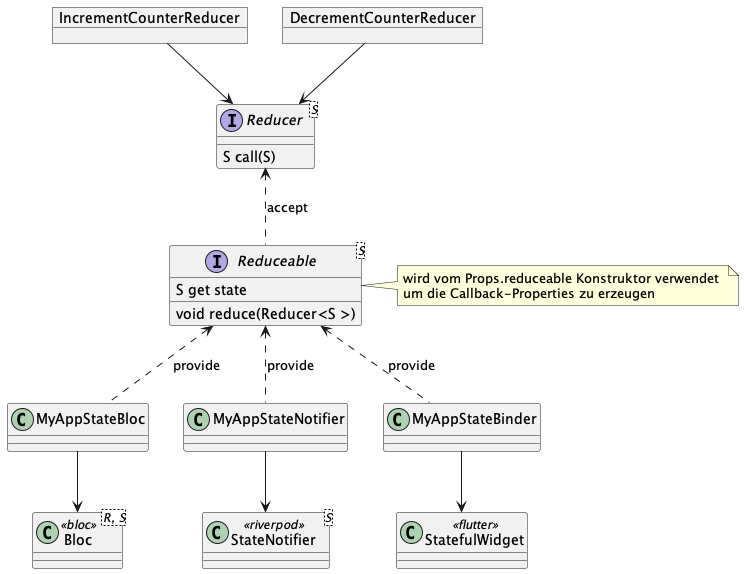 IncrementCounterReducer
DecrementCounterReducer
I Reducer S
S call(S)
accept
I Reduceable S
S get state
void reduce(Reducer<S >)
wird vom Props.reduceable Konstruktor verwendet
um die Callback-Properties zu erzeugen
provide
provide
provide
C MyAppStateBloc
C MyAppStateNotifier
C MyAppStateBinder
C «bloc» R, S
Bloc
C «riverpod» S
StateNotifier
C «flutter»
StatefulWidget